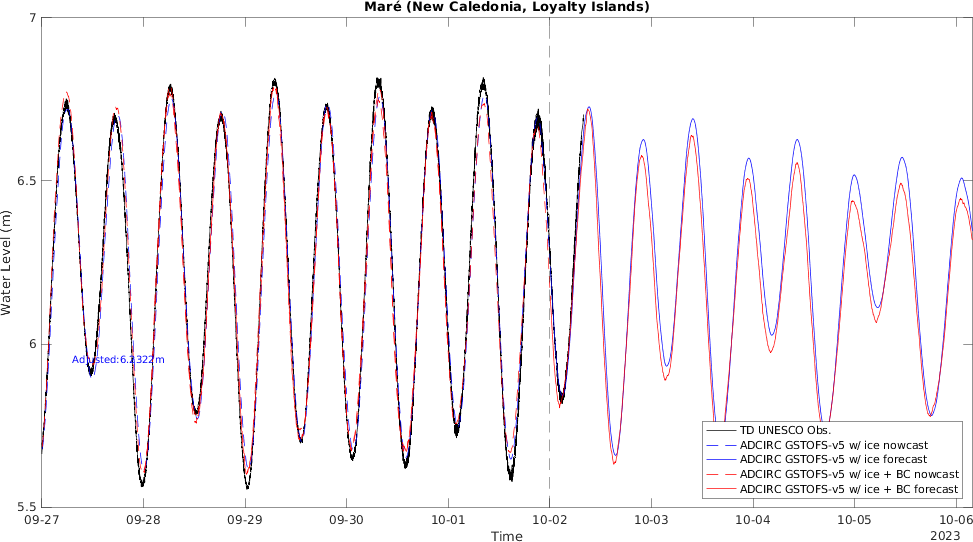 Maré (New Caledonia, Loyalty Islands)
7
6.5
6
5.5
Water Level (m)
Adjusted:6.2322m
TD UNESCO Obs.
ADCIRC GSTOFS-v5 w/ ice nowcast
ADCIRC GSTOFS-v5 w/ ice forecast
ADCIRC GSTOFS-v5 w/ ice + BC nowcast
ADCIRC GSTOFS-v5 w/ ice + BC forecast
09-27 09-28 09-29 09-30 10-01 10-02 10-03 10-04 10-05 10-06
Time
2023